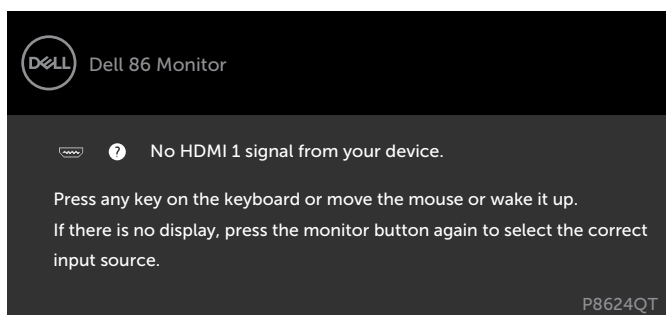 DELL
Dell 86 Monitor
? No HDMI 1 signal from your device.
Press any key on the keyboard or move the mouse or wake it up.
If there is no display, press the monitor button again to select the correct
input source.
P8624QT